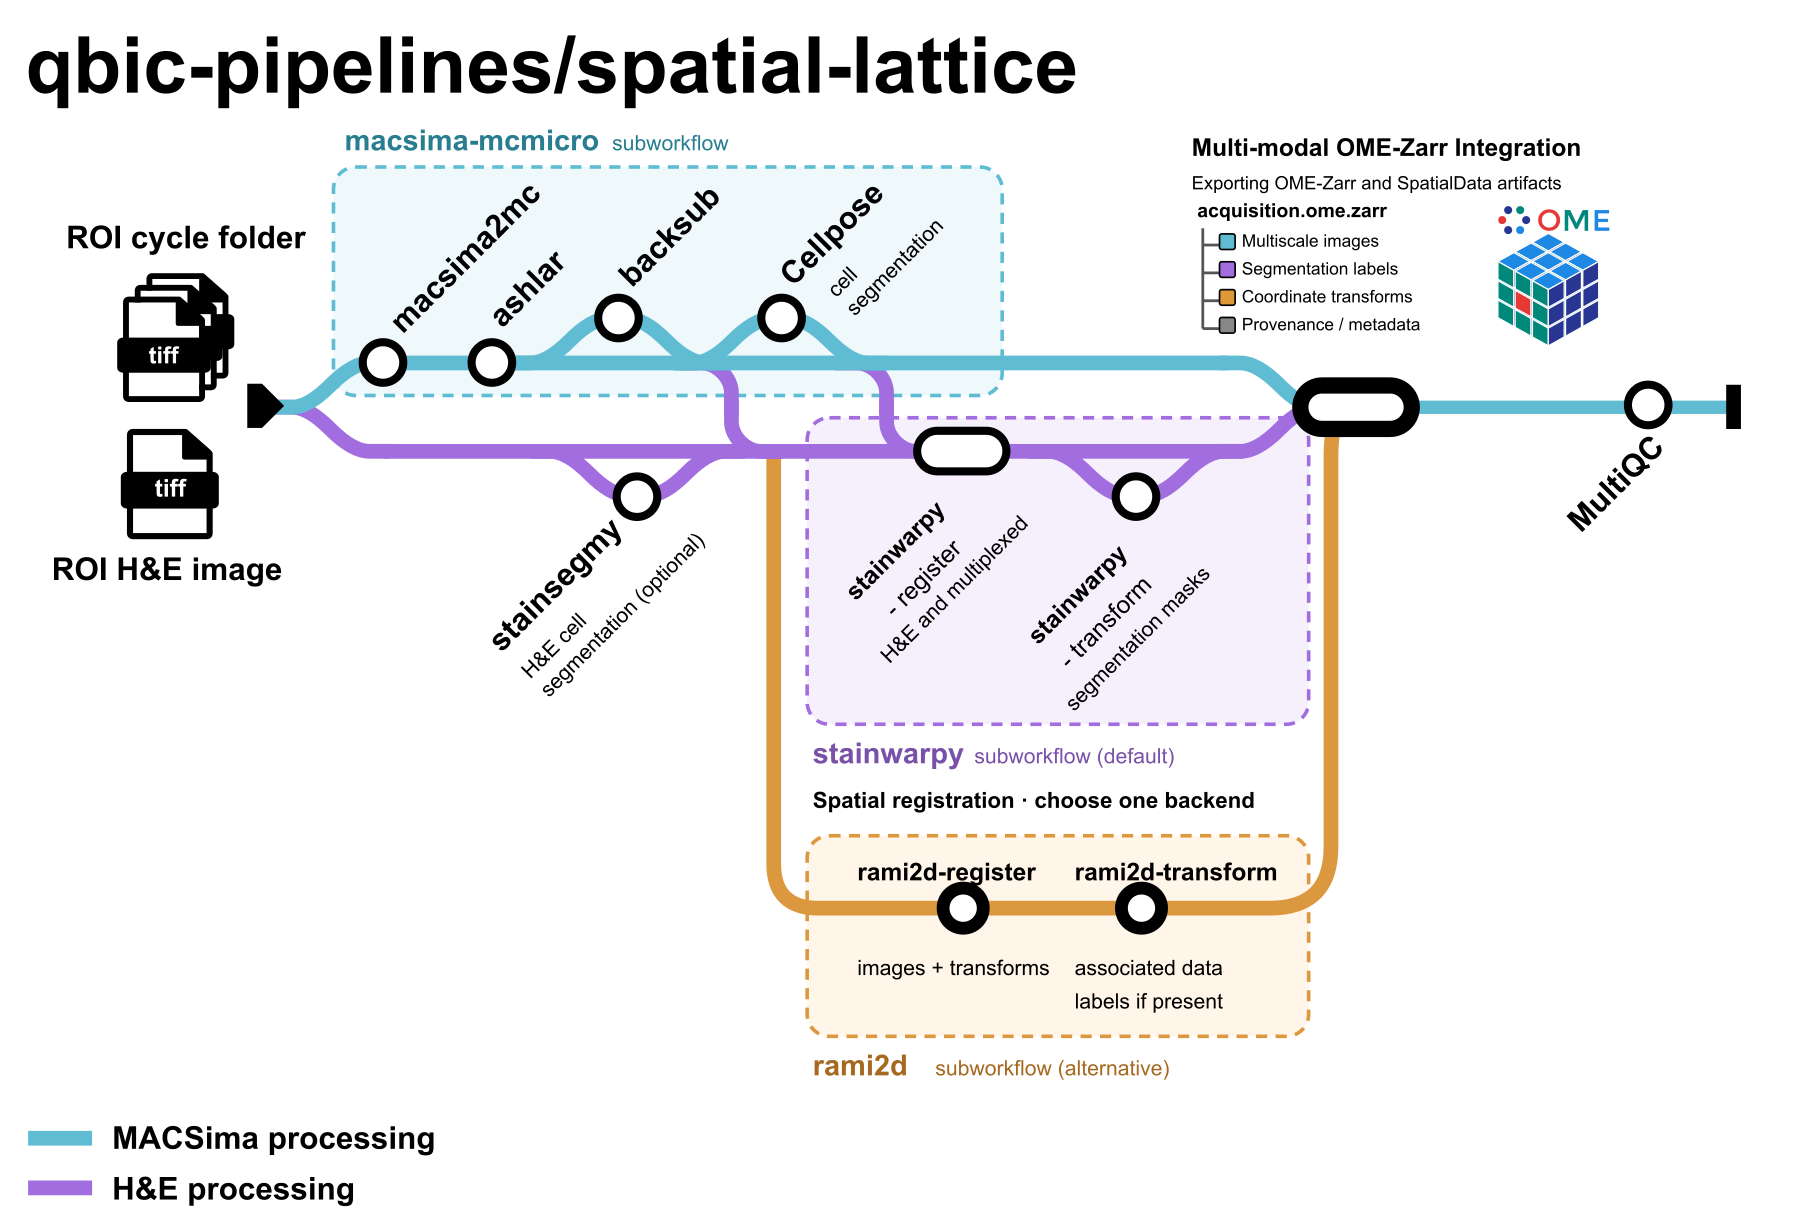 qbic-pipelines/spatial-lattice
macsima-mcmicro subworkflow
macsima2mc
ashlar
backsub
Cellpose
cell
segmentation
ROI cycle folder
tiff
tiff
ROI H&E image
Multi-modal OME-Zarr Integration
Exporting OME-Zarr and SpatialData artifacts
acquisition.ome.zarr
Multiscale images
Segmentation labels
Coordinate transforms
Provenance / metadata
OME
MultiQC
stainsegmy
H&E cell
segmentation (optional)
stainwarpy
- register
H&E and multiplexed
stainwarpy
- transform
segmentation masks
stainwarpy subworkflow (default)
Spatial registration · choose one backend
rami2d-register
images + transforms
rami2d-transform
associated data
labels if present
rami2d subworkflow (alternative)
MACSima processing
H&E processing